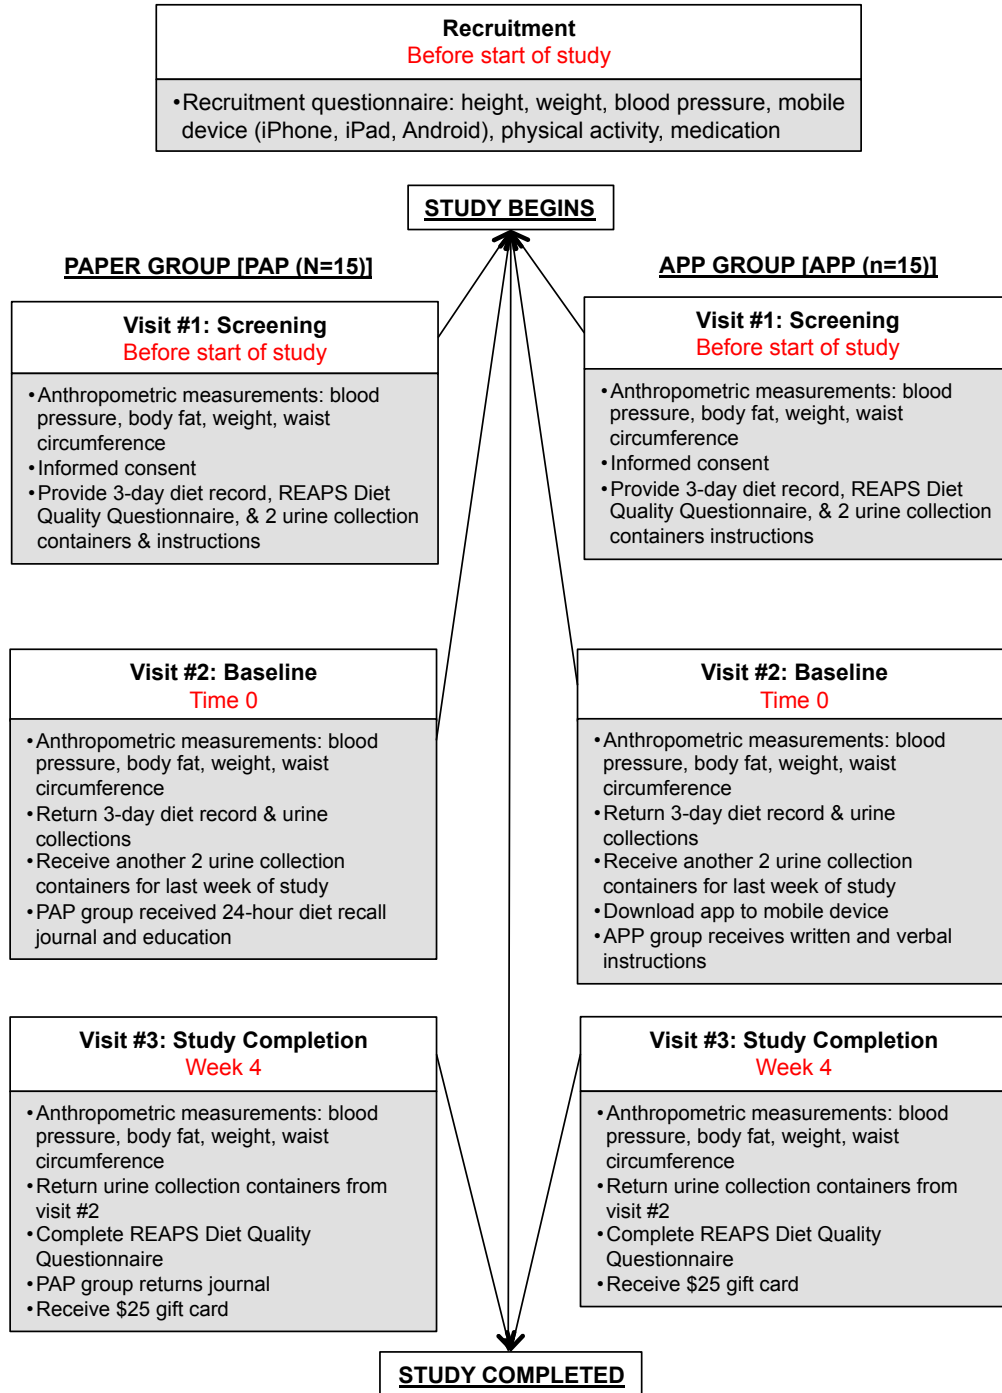 Recruitment
Before start of study
•Recruitment questionnaire: height, weight, blood pressure, mobile
device (iPhone, iPad, Android), physical activity, medication
STUDY BEGINS
PAPER GROUP [PAP (N=15)]
Visit #1: Screening
Before start of study
•Anthropometric measurements: blood
pressure, body fat, weight, waist
circumference
•Informed consent
•Provide 3-day diet record, REAPS Diet
Quality Questionnaire, & 2 urine collection
containers & instructions
Visit #2: Baseline
Time 0
•Anthropometric measurements: blood
pressure, body fat, weight, waist
circumference
•Return 3-day diet record & urine
collections
•Receive another 2 urine collection
containers for last week of study
•PAP group received 24-hour diet recall
journal and education
Visit #3: Study Completion
Week 4
•Anthropometric measurements: blood
pressure, body fat, weight, waist
circumference
•Return urine collection containers from
visit #2
•Complete REAPS Diet Quality
Questionnaire
•PAP group returns journal
•Receive $25 gift card
APP GROUP [APP (n=15)]
Visit #1: Screening
Before start of study
•Anthropometric measurements: blood
pressure, body fat, weight, waist
circumference
•Informed consent
•Provide 3-day diet record, REAPS Diet
Quality Questionnaire, & 2 urine collection
containers instructions
Visit #2: Baseline
Time 0
•Anthropometric measurements: blood
pressure, body fat, weight, waist
circumference
•Return 3-day diet record & urine
collections
•Receive another 2 urine collection
containers for last week of study
•Download app to mobile device
•APP group receives written and verbal
instructions
Visit #3: Study Completion
Week 4
•Anthropometric measurements: blood
pressure, body fat, weight, waist
circumference
•Return urine collection containers from
visit #2
•Complete REAPS Diet Quality
Questionnaire
•Receive $25 gift card
STUDY COMPLETED